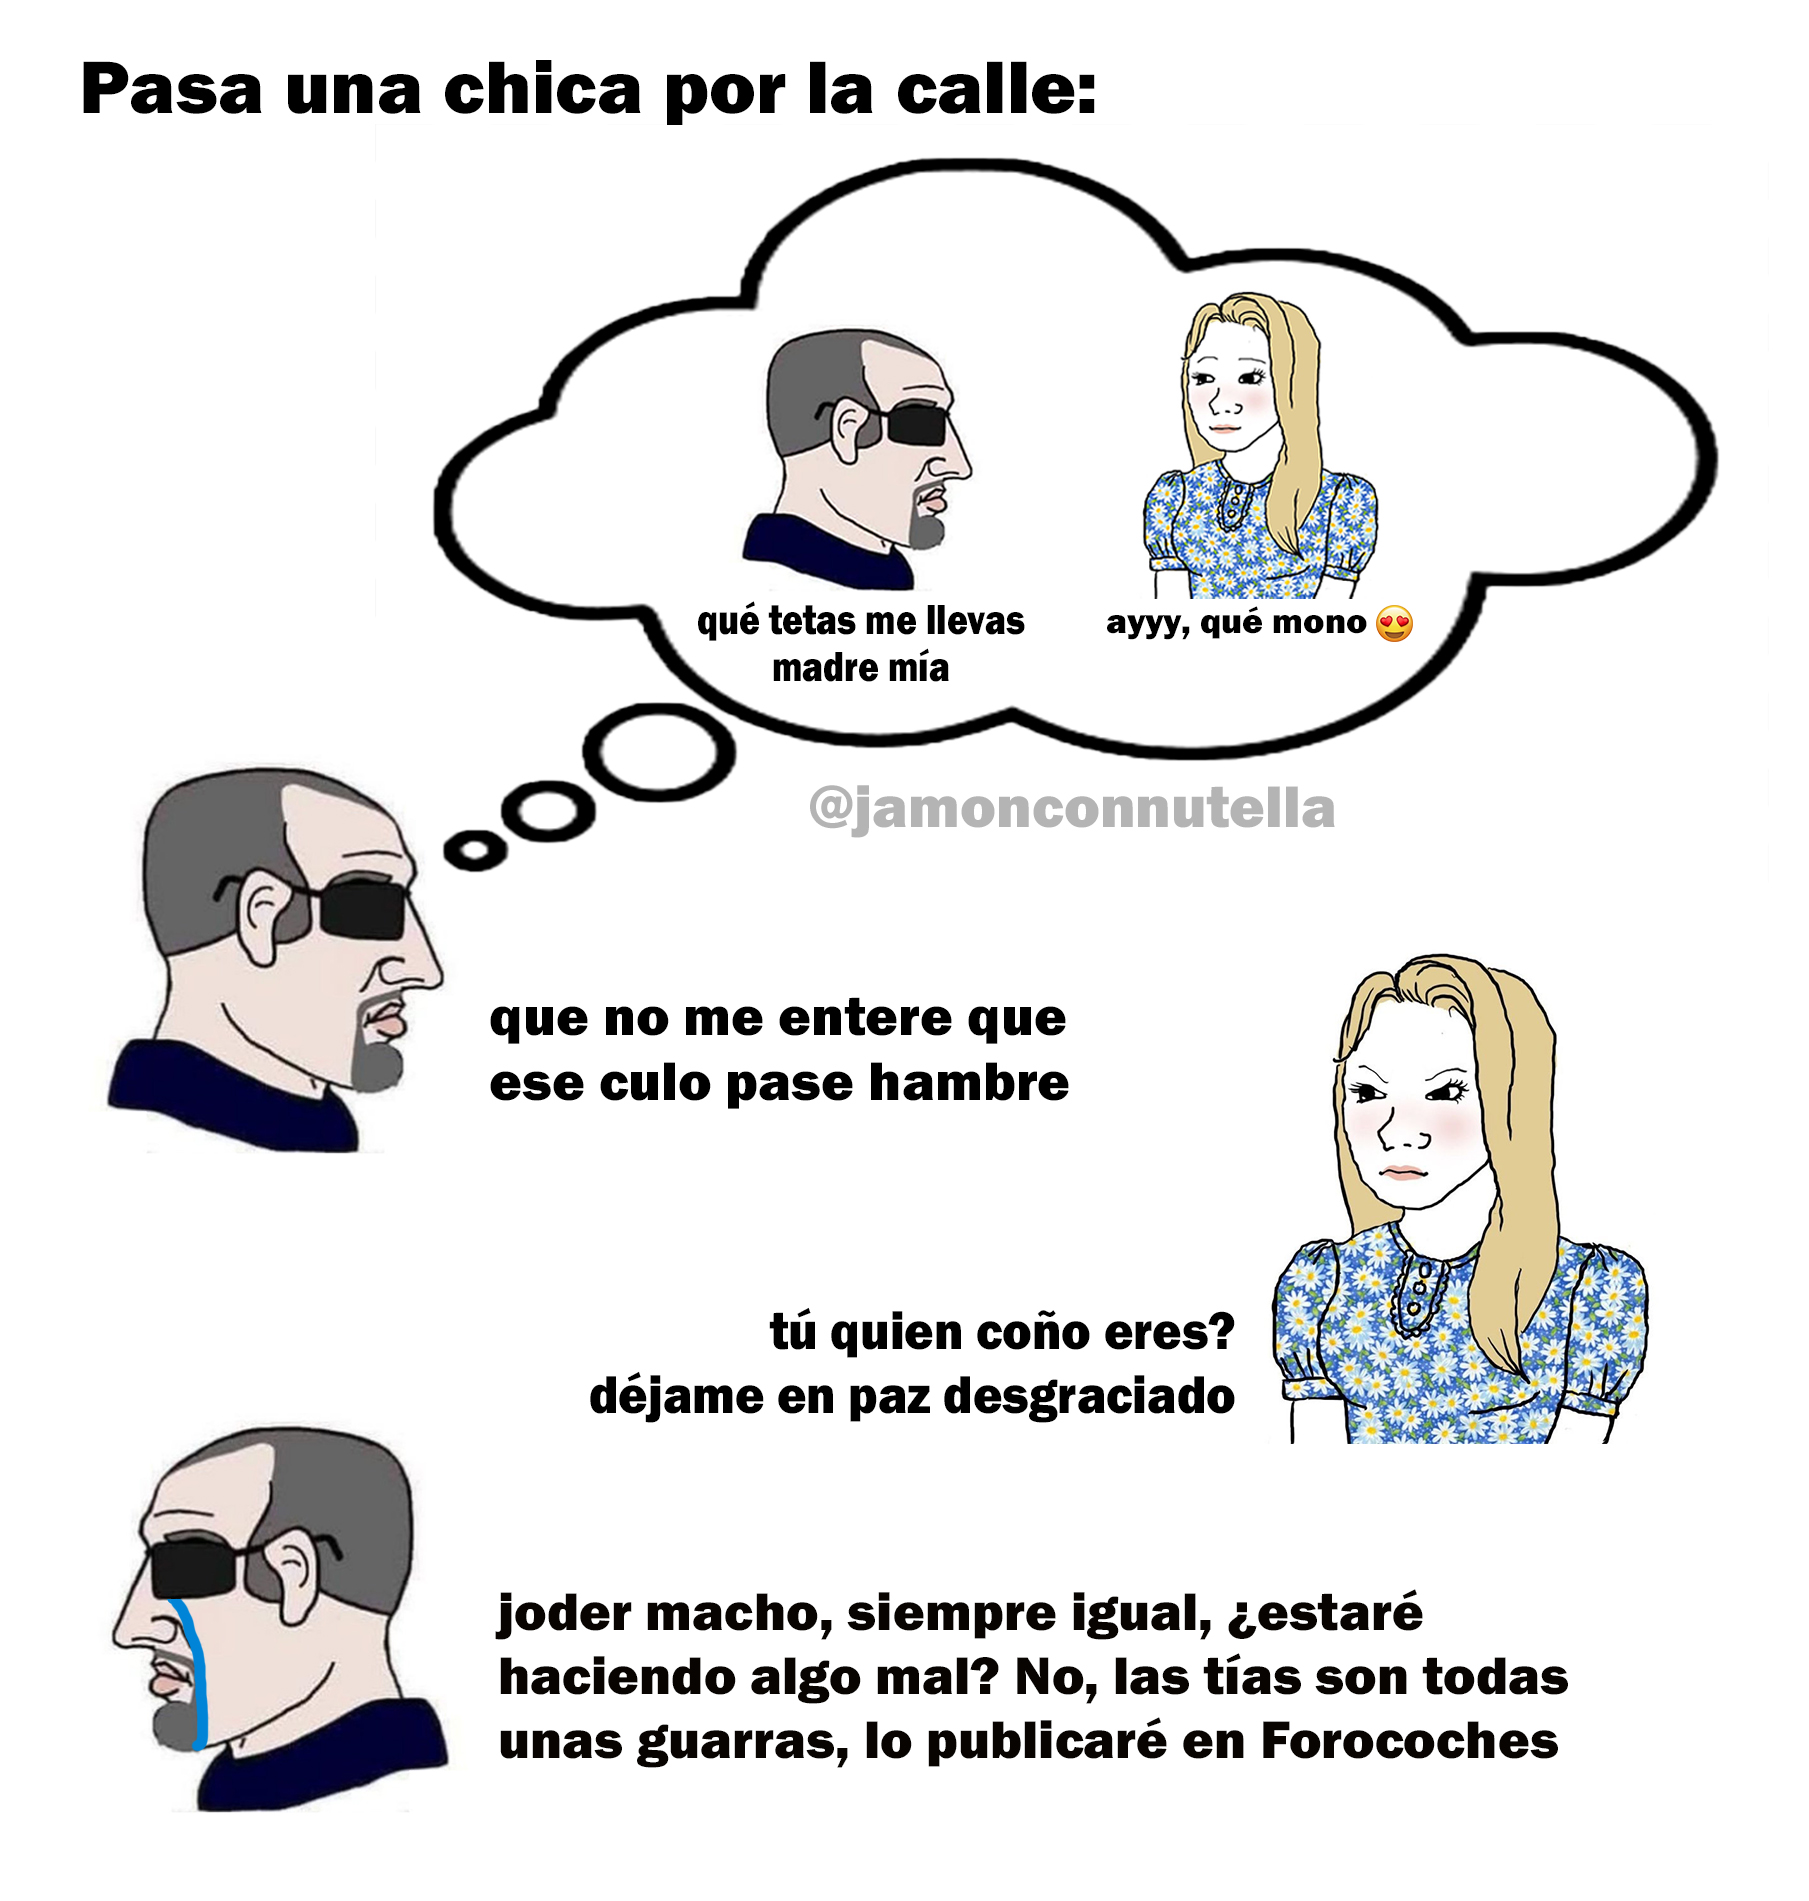 Pasa una chica por la calle:
qué tetas me llevas
madre mía
ayyy, qué mono 😍
@jamonconnutella
que no me entere que
ese culo pase hambre
tú quien coño eres?
déjame en paz desgraciado
joder macho, siempre igual, ¿estaré
haciendo algo mal? No, las tías son todas
unas guarras, lo publicaré en Forocoches